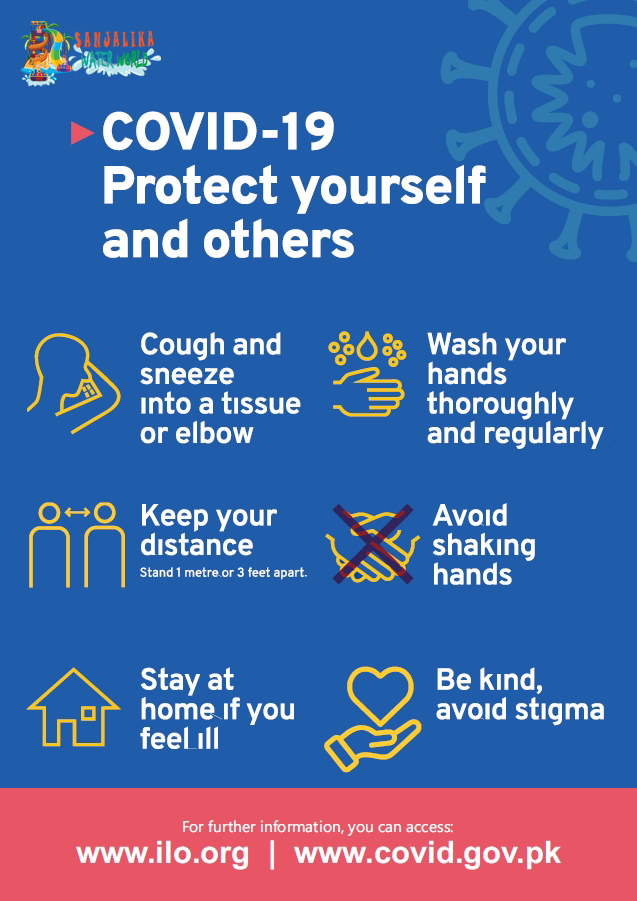 SANJALIKA
WATER WORLD
COVID-19
Protect yourself
and others
Cough and
sneeze
into a tissue
or elbow
Wash your
hands
thoroughly
and regularly
Keep your
distance
Stand 1 metre or 3 feet apart.
Avoid
shaking
hands
Stay at
home if you
feel ill
Be kind,
avoid stigma
For further information, you can access:
www.ilo.org | www.covid.gov.pk